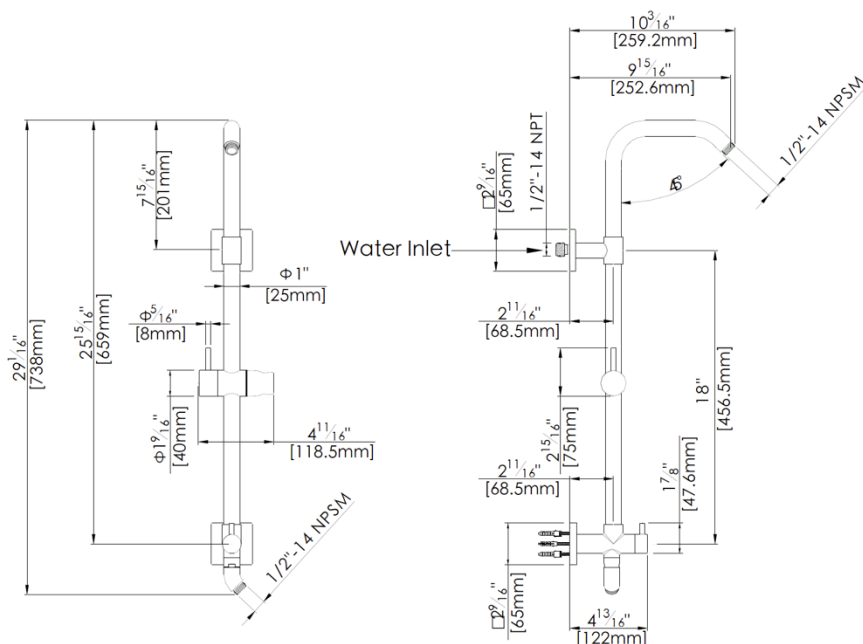 10 3/16"
[259.2mm]
9 15/16"
[252.6mm]
1/2"-14 NPSM
7 15/16"
[201mm]
1/2"-14 NPT
□2 9/16"
[65mm]
45°
Water Inlet
Φ1"
[25mm]
Φ5/16"
[8mm]
2 11/16"
[68.5mm]
29 1/16"
[738mm]
25 15/16"
[659mm]
18"
[456.5mm]
Φ1 9/16"
[40mm]
4 11/16"
[118.5mm]
2 15/16"
[75mm]
2 11/16"
[68.5mm]
1 7/8"
[47.6mm]
1/2"-14 NPSM
□2 9/16"
[65mm]
4 13/16"
[122mm]